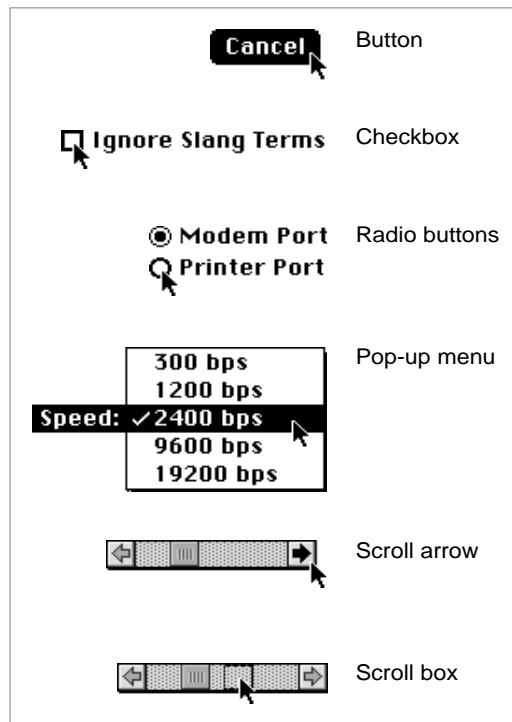 Cancel Button
Ignore Slang Terms Checkbox
Modem Port Radio buttons
Printer Port
300 bps Pop-up menu
1200 bps
Speed: ✓2400 bps
9600 bps
19200 bps
Scroll arrow
Scroll box